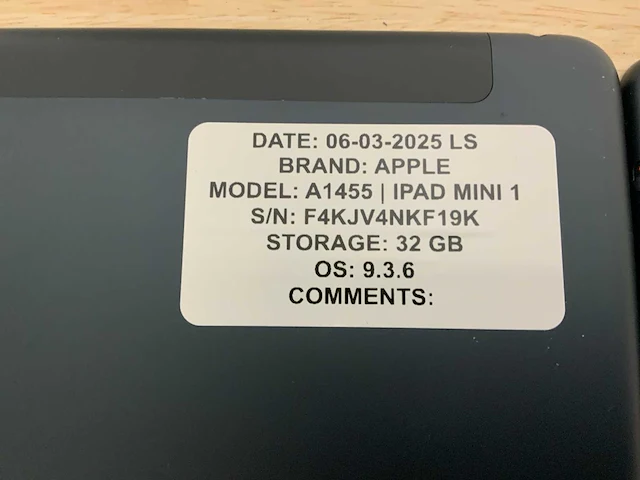 DATE: 06-03-2025 LS
BRAND: APPLE
MODEL: A1455 | IPAD MINI 1
S/N: F4KJV4NKF19K
STORAGE: 32 GB
OS: 9.3.6
COMMENTS: